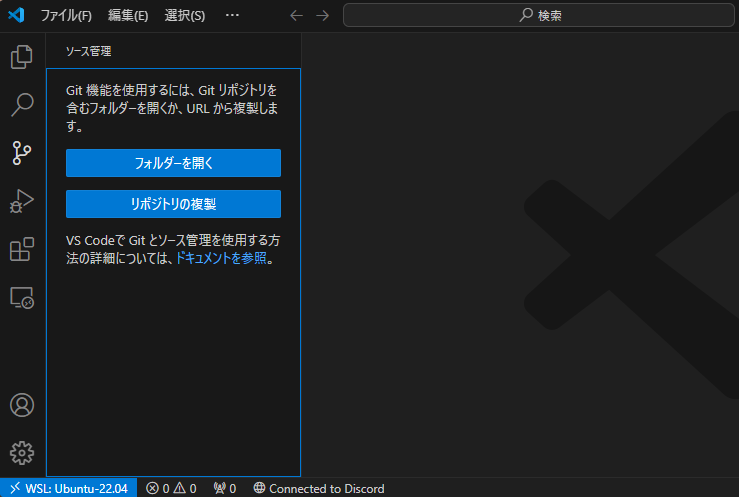 ファイル(F) 編集(E) 選択(S) ··· 検索
ソース管理
Git 機能を使用するには、Git リポジトリを
含むフォルダーを開くか、URL から複製しま
す。
フォルダーを開く
リポジトリの複製
VS Codeで Git とソース管理を使用する方
法の詳細については、ドキュメントを参照。
WSL: Ubuntu-22.04 0 0 0 Connected to Discord